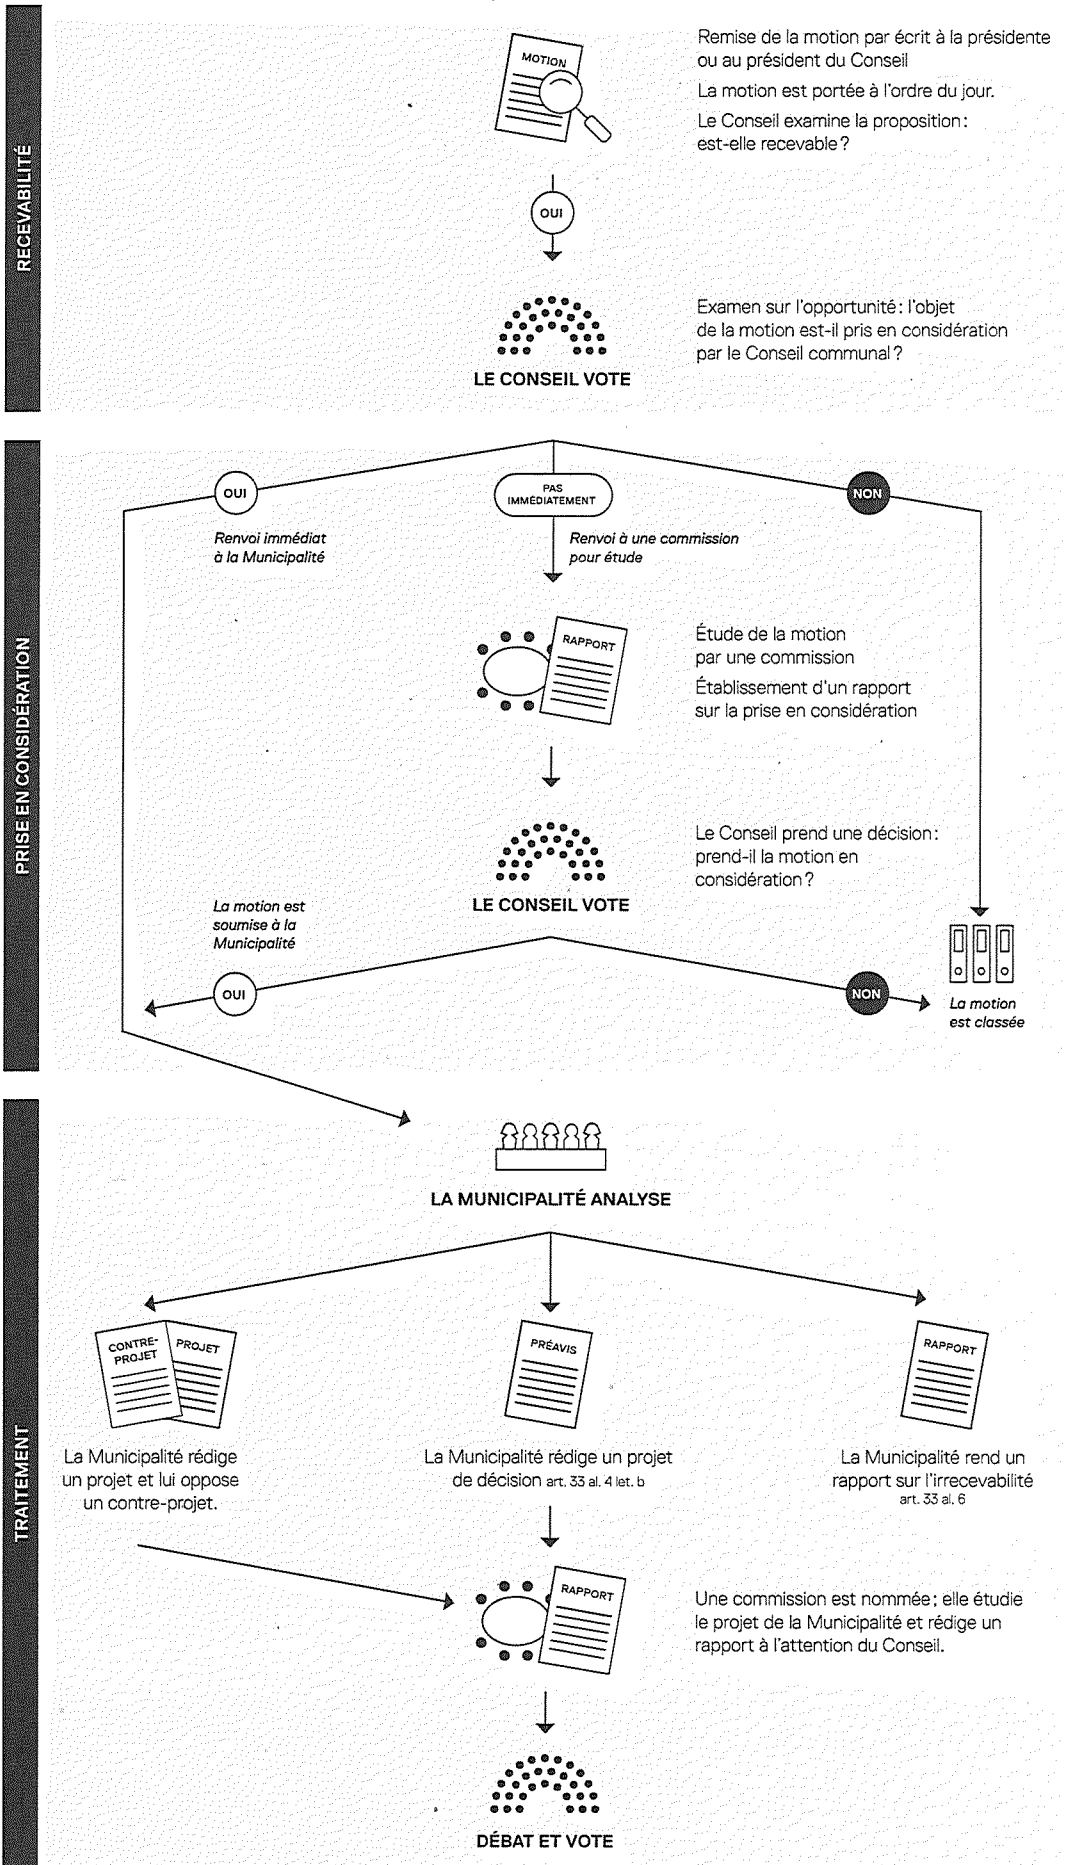 RECEVABILITÉ
MOTION
Remise de la motion par écrit à la présidente
ou au président du Conseil
La motion est portée à l'ordre du jour.
Le Conseil examine la proposition :
est-elle recevable ?
OUI
Examen sur l'opportunité : l'objet
de la motion est-il pris en considération
par le Conseil communal ?
LE CONSEIL VOTE
PRISE EN CONSIDÉRATION
OUI
PAS
IMMÉDIATEMENT
NON
Renvoi immédiat
à la Municipalité
Renvoi à une commission
pour étude
RAPPORT
Étude de la motion
par une commission
Établissement d'un rapport
sur la prise en considération
Le Conseil prend une décision :
prend-il la motion en
considération ?
LE CONSEIL VOTE
La motion est
soumise à la
Municipalité
OUI
NON
La motion
est classée
TRAITEMENT
LA MUNICIPALITÉ ANALYSE
CONTRE-
PROJET
PROJET
PRÉAVIS
RAPPORT
La Municipalité rédige
un projet et lui oppose
un contre-projet.
La Municipalité rédige un projet
de décision art. 33 al. 4 let. b
La Municipalité rend un
rapport sur l'irrecevabilité
art. 33 al. 6
RAPPORT
Une commission est nommée ; elle étudie
le projet de la Municipalité et rédige un
rapport à l'attention du Conseil.
DÉBAT ET VOTE